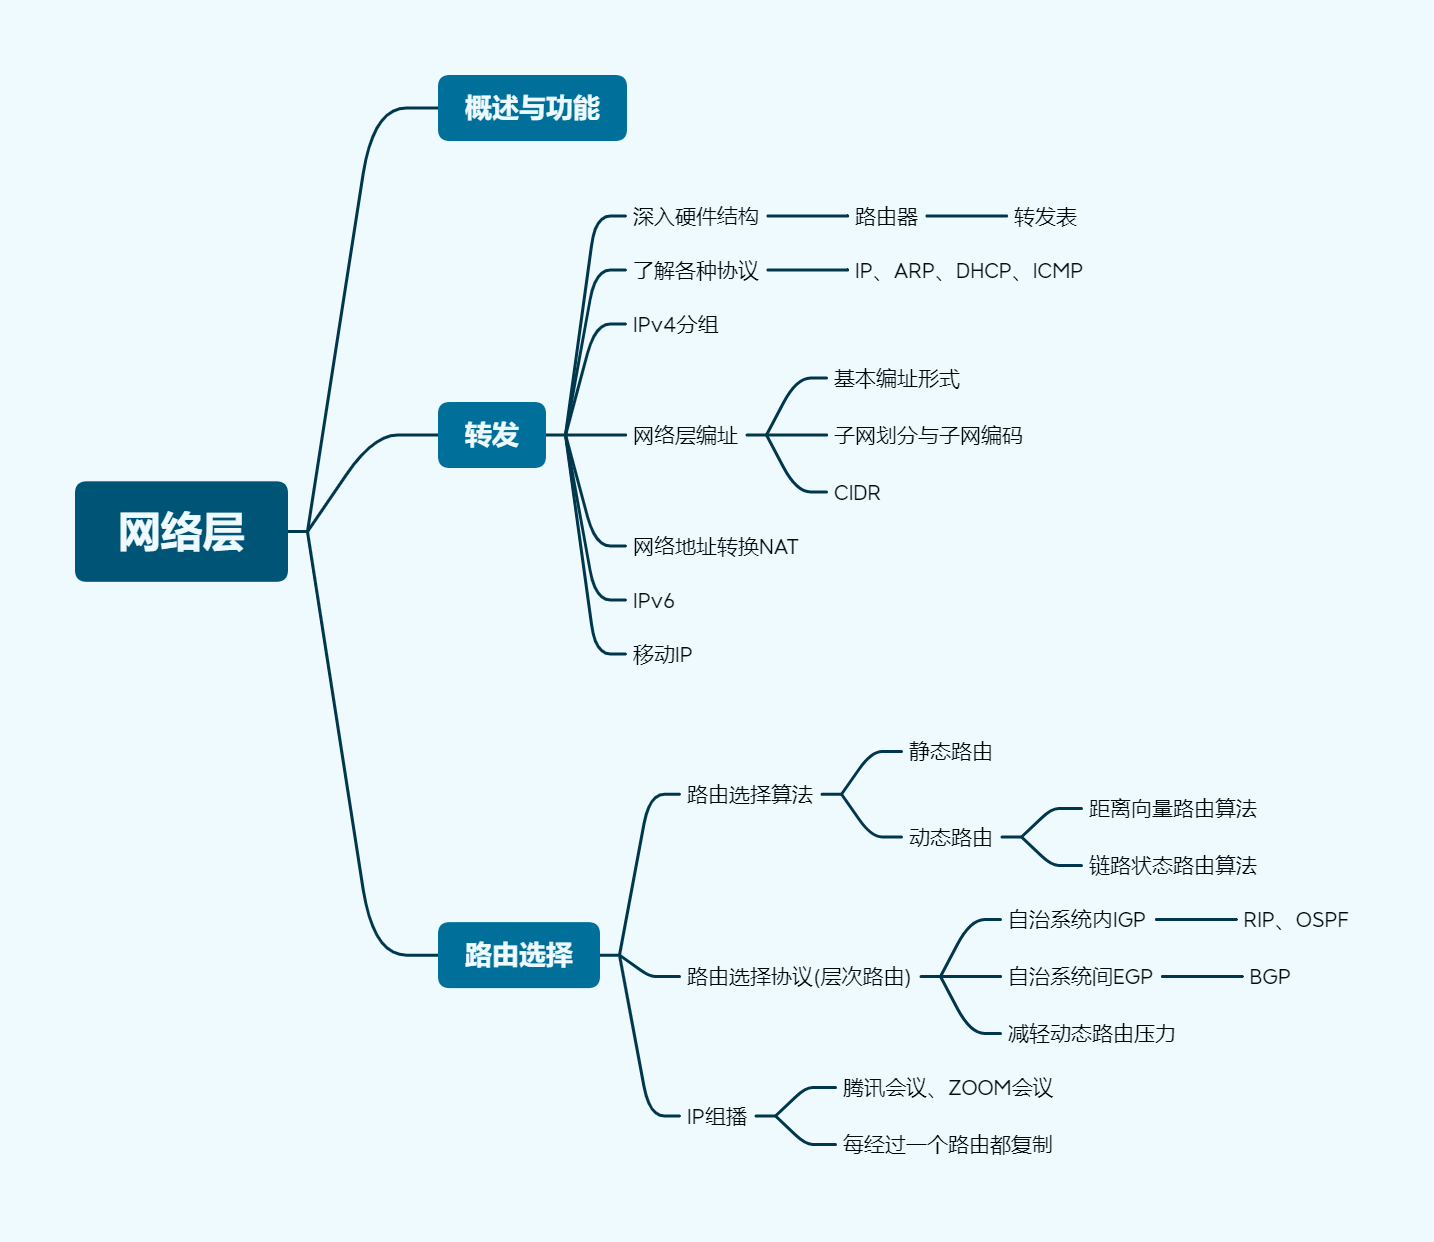 网络层
概述与功能
转发
深入硬件结构
路由器
转发表
了解各种协议
IP、ARP、DHCP、ICMP
IPv4分组
网络层编址
基本编址形式
子网划分与子网编码
CIDR
网络地址转换NAT
IPv6
移动IP
路由选择
路由选择算法
静态路由
动态路由
距离向量路由算法
链路状态路由算法
路由选择协议(层次路由)
自治系统内IGP
RIP、OSPF
自治系统间EGP
BGP
减轻动态路由压力
IP组播
腾讯会议、ZOOM会议
每经过一个路由都复制